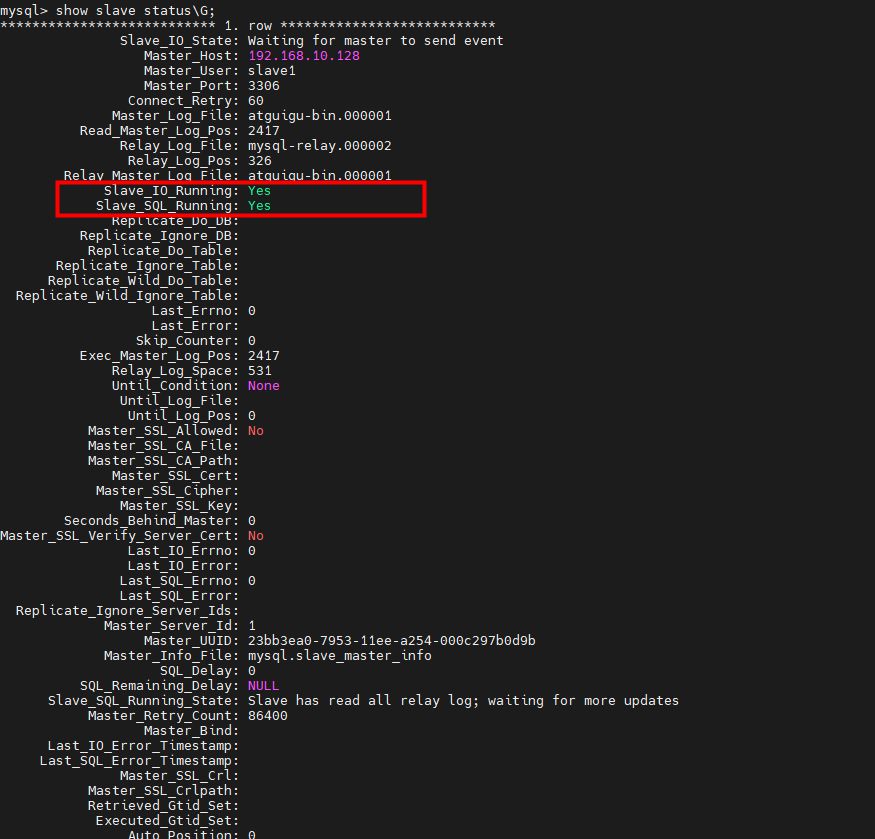 mysql> show slave status\G;
*************************** 1. row ***************************
Slave_IO_State: Waiting for master to send event
Master_Host: 192.168.10.128
Master_User: slave1
Master_Port: 3306
Connect_Retry: 60
Master_Log_File: atguigu-bin.000001
Read_Master_Log_Pos: 2417
Relay_Log_File: mysql-relay.000002
Relay_Log_Pos: 326
Relay_Master_Log_File: atguigu-bin.000001
Slave_IO_Running: Yes
Slave_SQL_Running: Yes
Replicate_Do_DB:
Replicate_Ignore_DB:
Replicate_Do_Table:
Replicate_Ignore_Table:
Replicate_Wild_Do_Table:
Replicate_Wild_Ignore_Table:
Last_Errno: 0
Last_Error:
Skip_Counter: 0
Exec_Master_Log_Pos: 2417
Relay_Log_Space: 531
Until_Condition: None
Until_Log_File:
Until_Log_Pos: 0
Master_SSL_Allowed: No
Master_SSL_CA_File:
Master_SSL_CA_Path:
Master_SSL_Cert:
Master_SSL_Cipher:
Master_SSL_Key:
Seconds_Behind_Master: 0
Master_SSL_Verify_Server_Cert: No
Last_IO_Errno: 0
Last_IO_Error:
Last_SQL_Errno: 0
Last_SQL_Error:
Replicate_Ignore_Server_Ids:
Master_Server_Id: 1
Master_UUID: 23bb3ea0-7953-11ee-a254-000c297b0d9b
Master_Info_File: mysql.slave_master_info
SQL_Delay: 0
SQL_Remaining_Delay: NULL
Slave_SQL_Running_State: Slave has read all relay log; waiting for more updates
Master_Retry_Count: 86400
Master_Bind:
Last_IO_Error_Timestamp:
Last_SQL_Error_Timestamp:
Master_SSL_Crl:
Master_SSL_Crlpath:
Retrieved_Gtid_Set:
Executed_Gtid_Set:
Auto_Position: 0